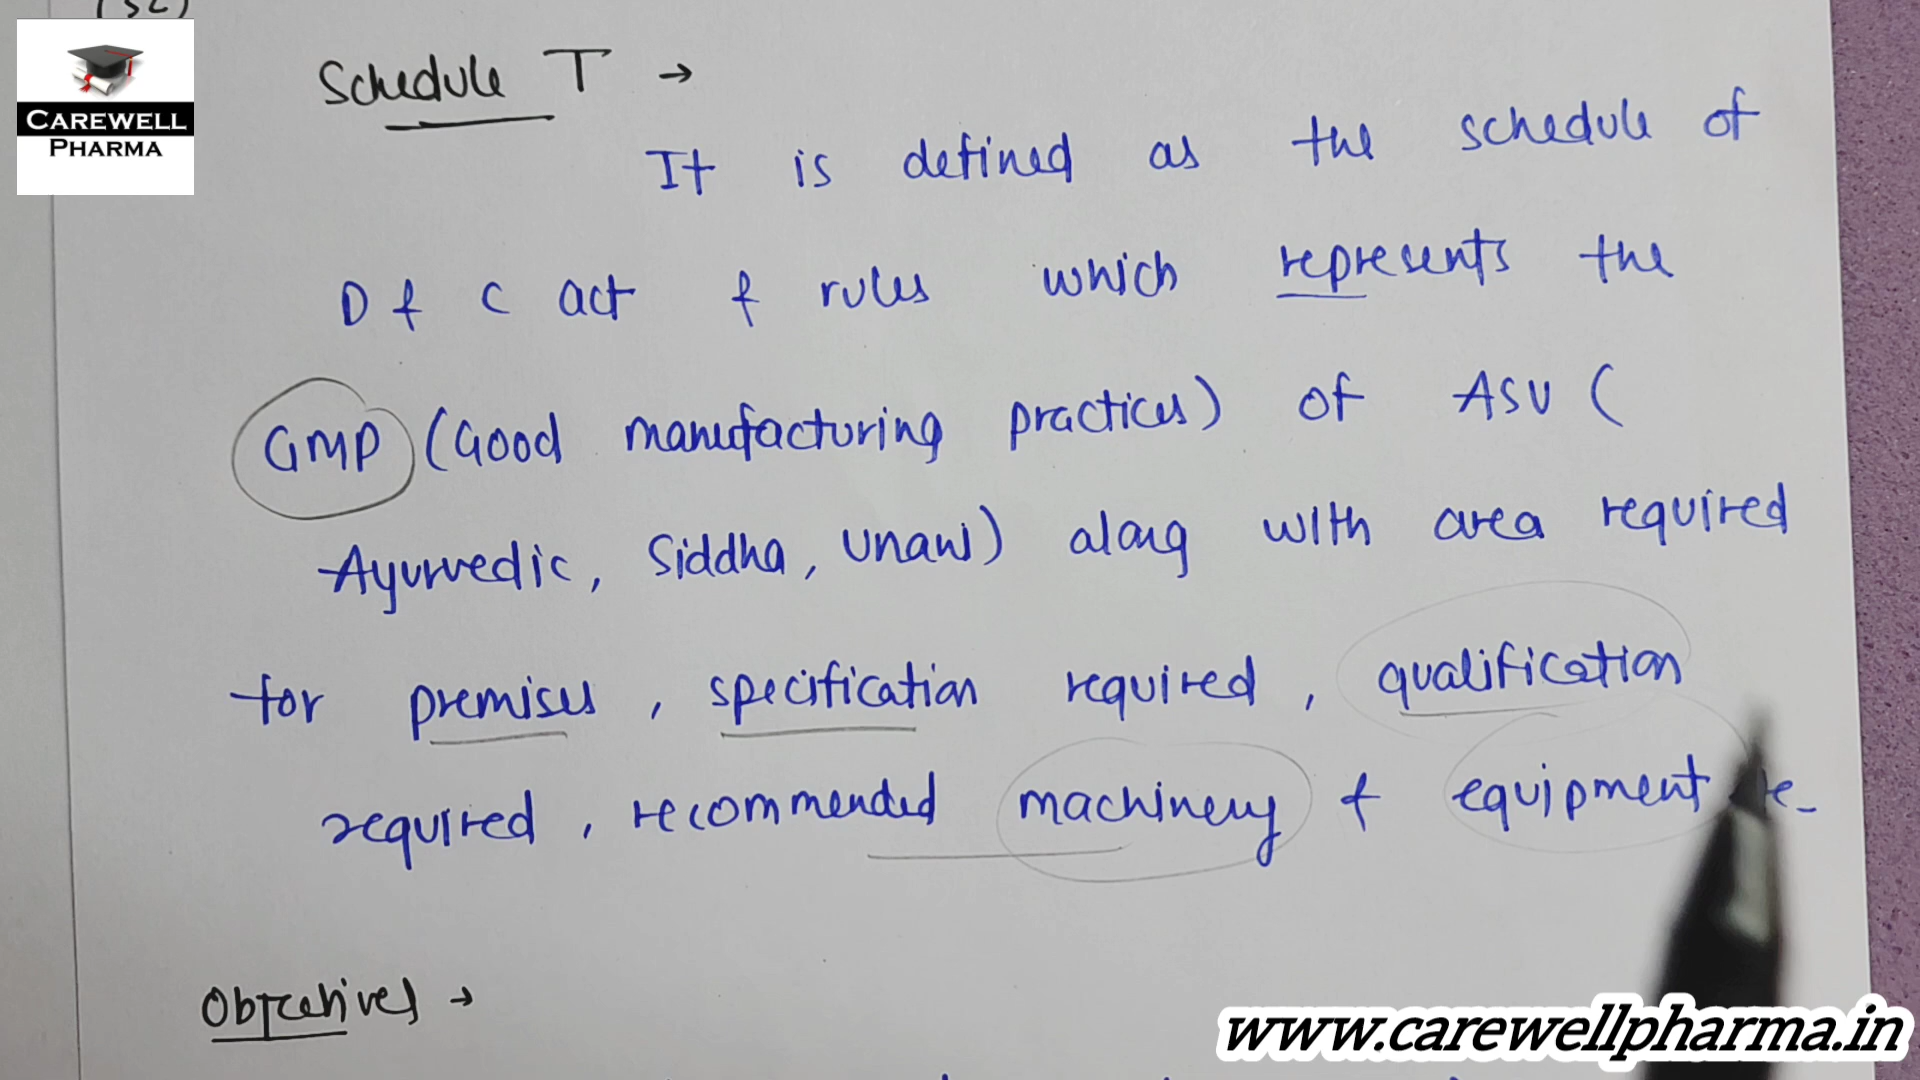 CAREWELL
PHARMA
Schedule T →
It is defined as the schedule of
D & C act & rules which represents the
GMP (Good manufacturing practices) of ASU (
Ayurvedic, Siddha, Unani) along with area required
for premises, specification required, qualification
required, recommended machinery & equipment
Objectives →
www.carewellpharma.in